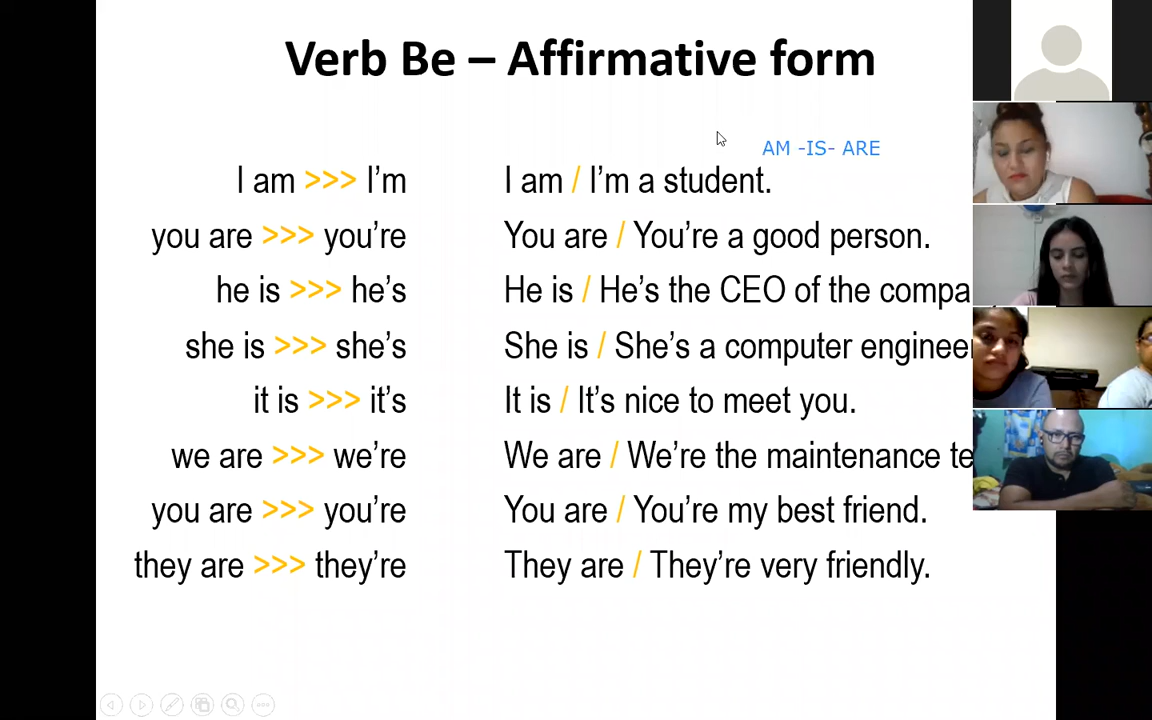 Verb Be – Affirmative form
AM -IS- ARE
I am >>> I'm
I am / I'm a student.
you are >>> you're
You are / You're a good person.
he is >>> he's
He is / He's the CEO of the compa
she is >>> she's
She is / She's a computer engineer
it is >>> it's
It is / It's nice to meet you.
we are >>> we're
We are / We're the maintenance te
you are >>> you're
You are / You're my best friend.
they are >>> they're
They are / They're very friendly.